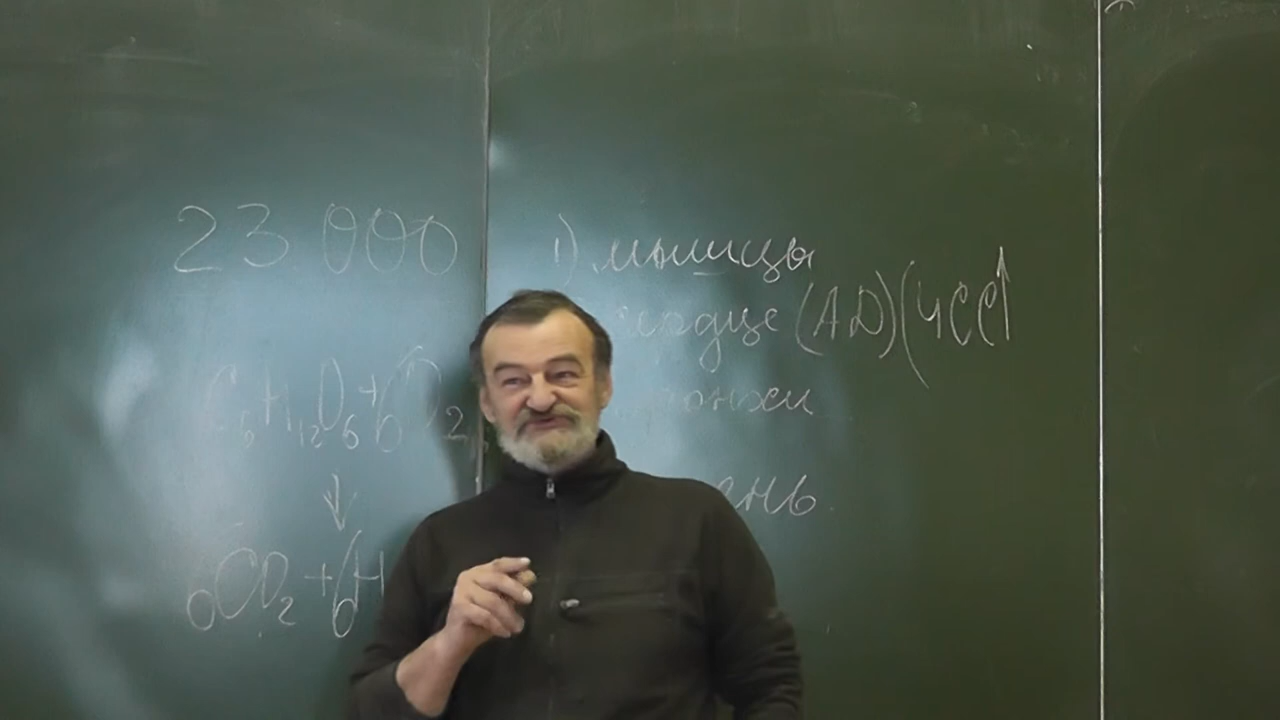 23 000
C₆H₁₂O₆+6O₂
↓
6CO₂+6H
1) мышцы
сердце (АД)(ЧСС↑